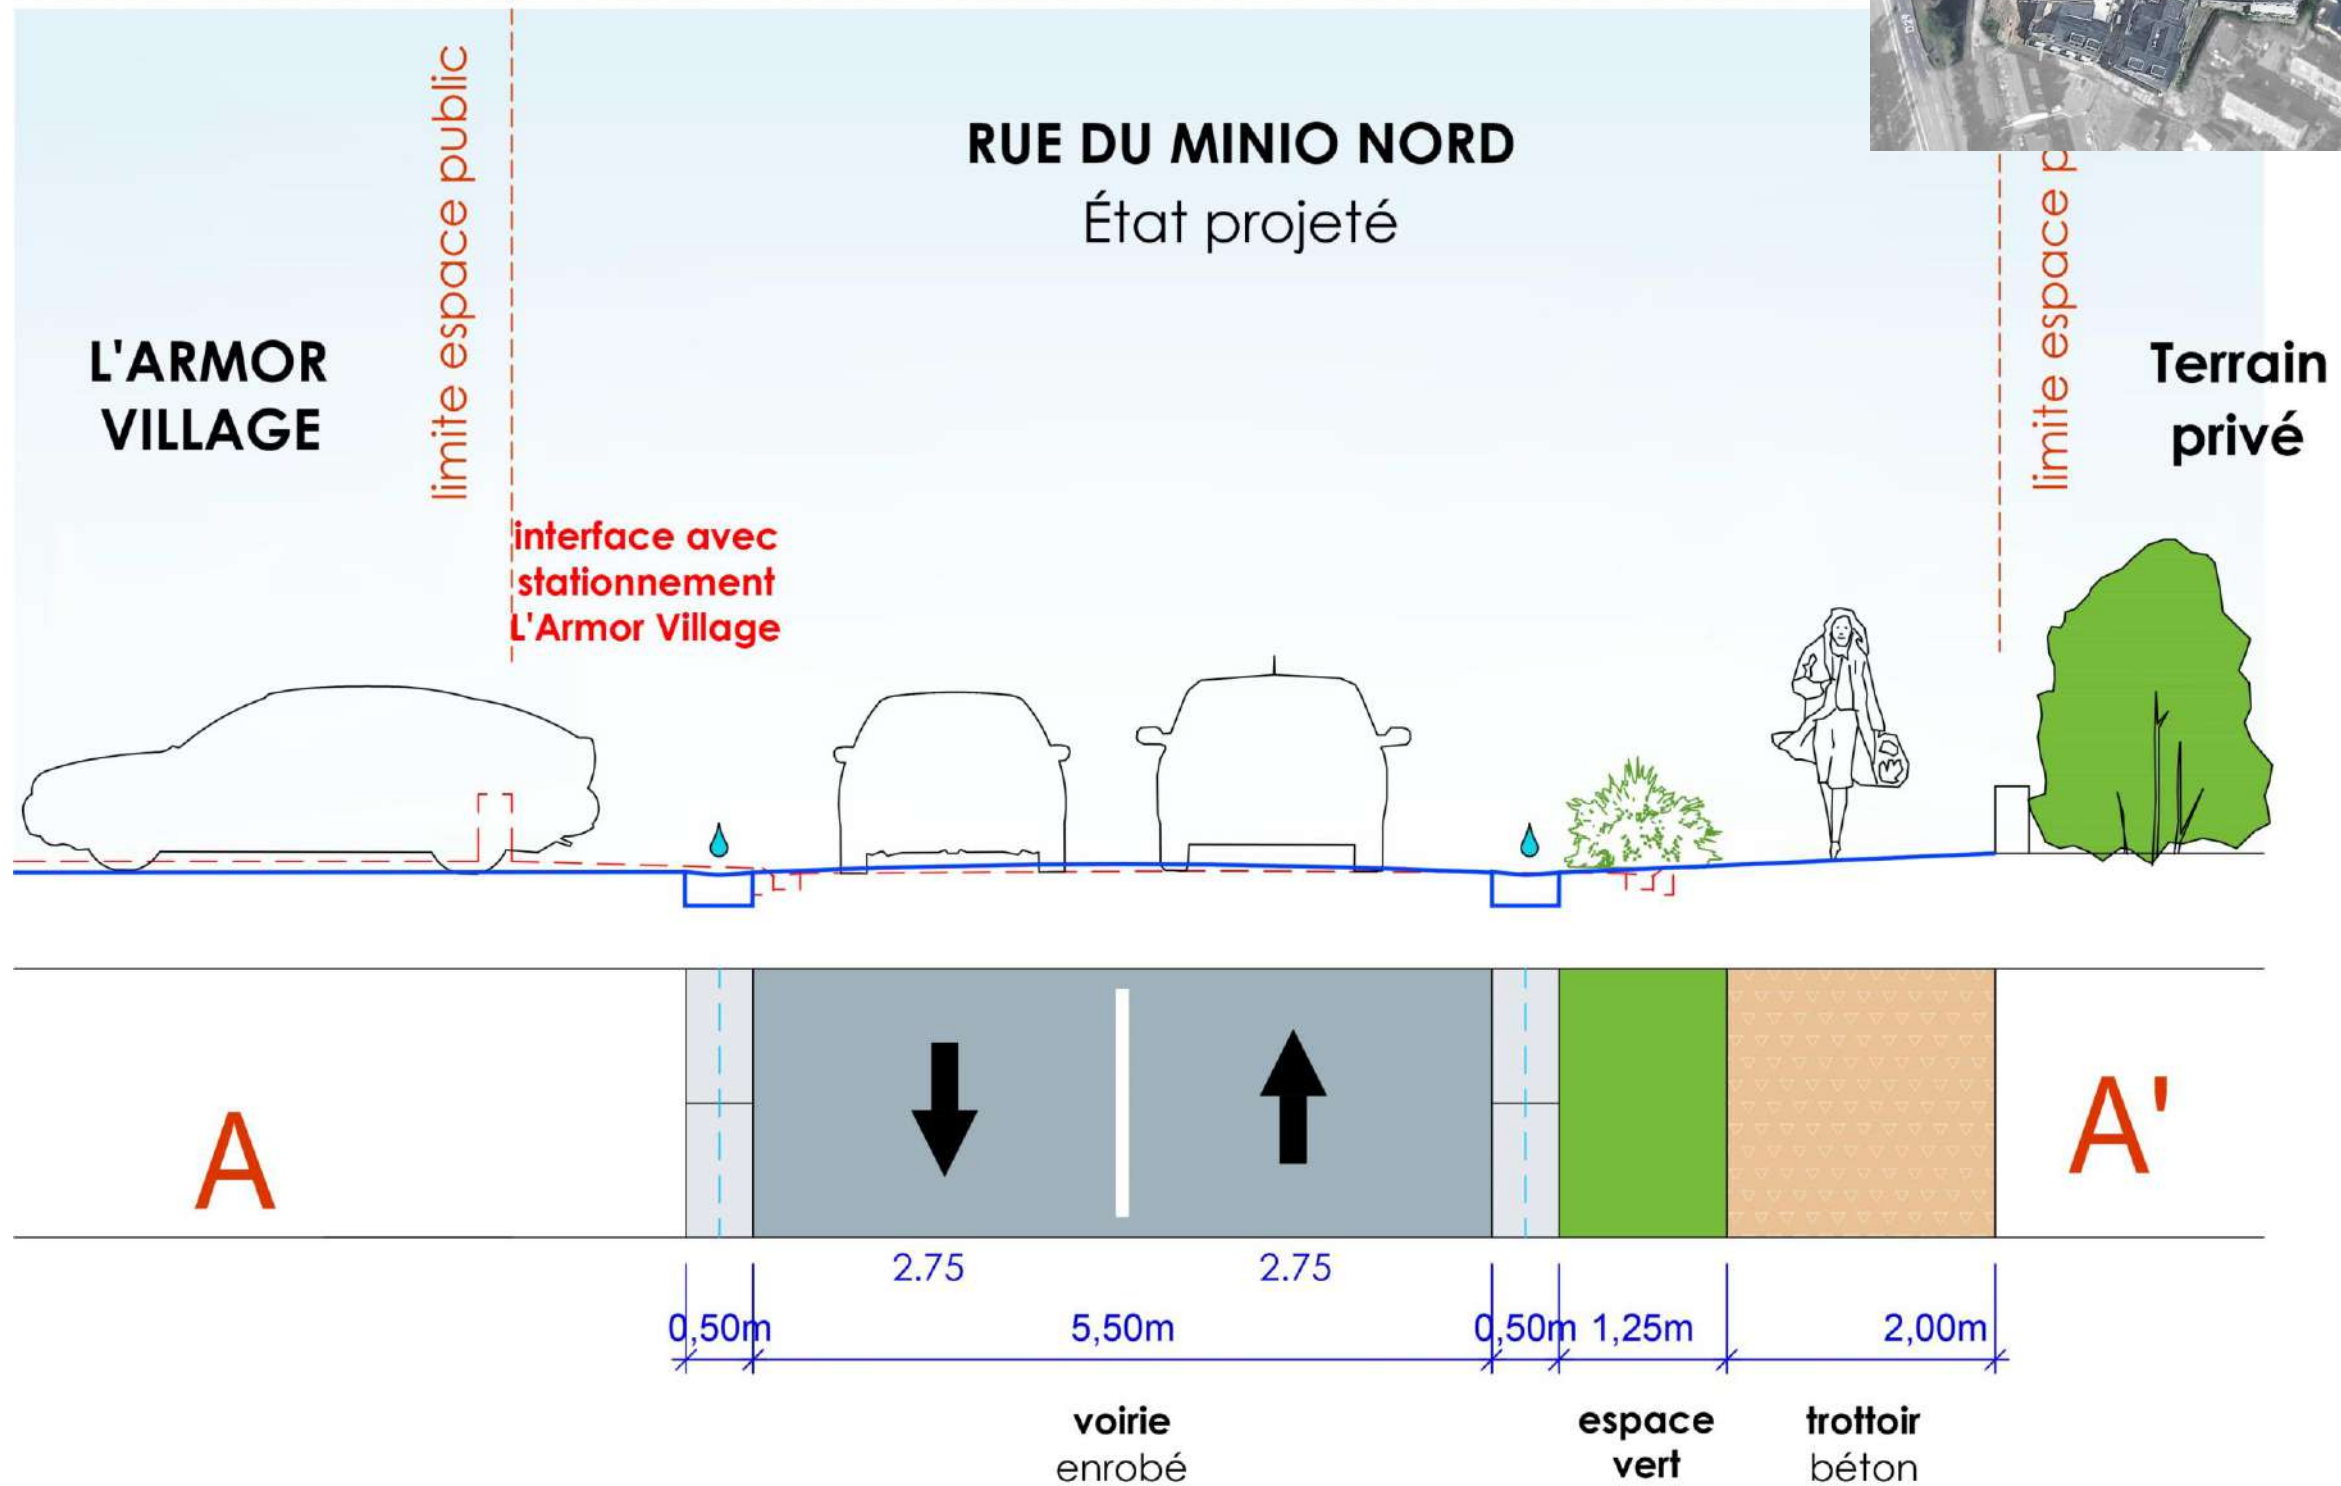 RUE DU MINIO NORD
État projeté
limite espace public
limite espace p
L'ARMOR
VILLAGE
Terrain
privé
interface avec
stationnement
L'Armor Village
A
A'
2.75
2.75
0,50m
5,50m
0,50m
1,25m
2,00m
voirie
enrobé
espace
vert
trottoir
béton